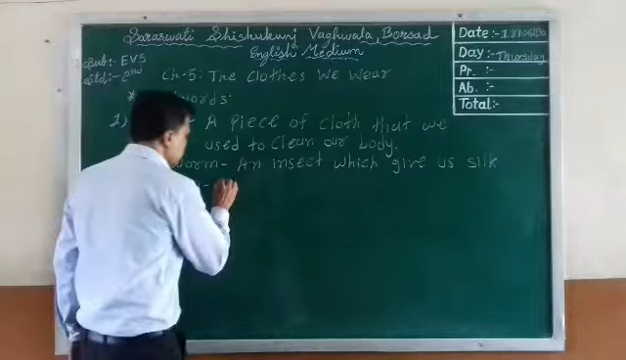 Saraswati Shishukunj Vaghwala, Borsad
English Medium
Sub:- EVS
Std:- 2nd
Ch-5: The Clothes We Wear
words.
1) A Piece of cloth that we
used to clean our body.
worm- An insect which give us silk
Date:-
Day:- Thursday
Pr. :-
Ab. :-
Total:-